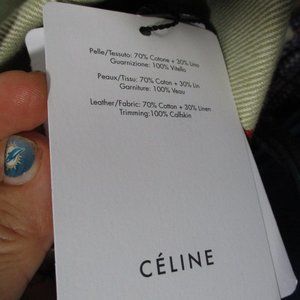 Pelle/Tessuto: 70% Cotone + 30% Lino
Guarnizione: 100% Vitello
Peaux/Tissu: 70% Coton + 30% Lin
Garniture: 100% Veau
Leather/Fabric: 70% Cotton + 30% Linen
Trimming:100% Calfskin
CÉLINE